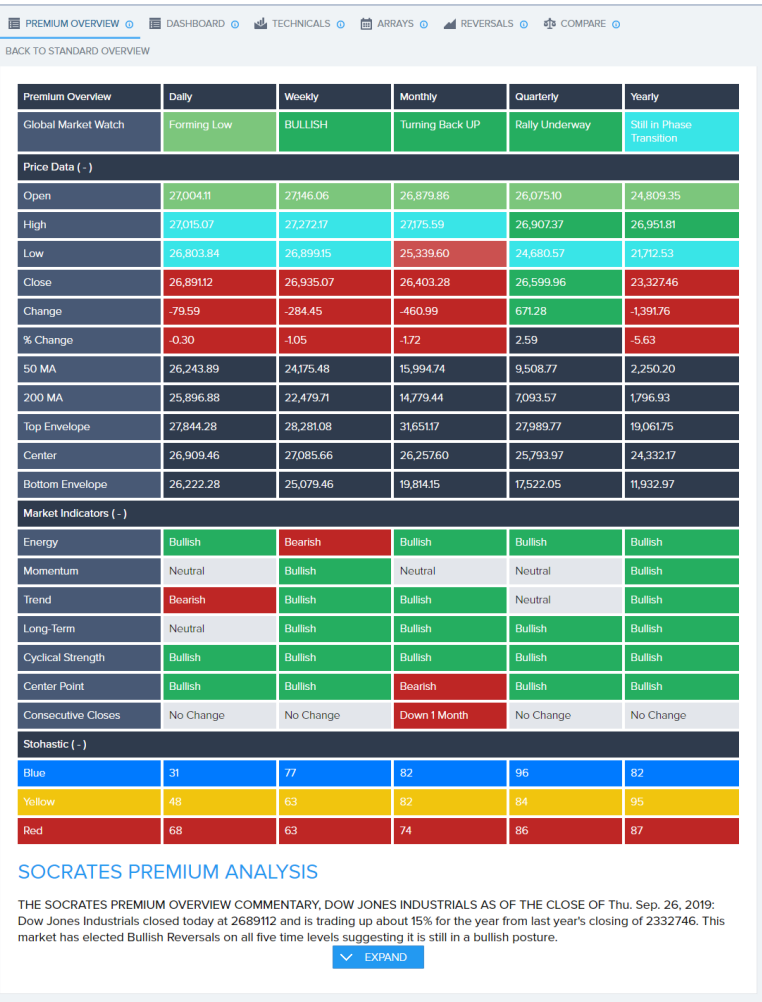 PREMIUM OVERVIEW DASHBOARD TECHNICALS ARRAYS REVERSALS COMPARE
BACK TO STANDARD OVERVIEW
Premium Overview Daily Weekly Monthly Quarterly Yearly
Global Market Watch Forming Low BULLISH Turning Back UP Rally Underway Still in Phase Transition
Price Data ( - )
Open 27,004.11 27,146.06 26,879.86 26,075.10 24,809.35
High 27,015.07 27,272.17 27,175.59 26,907.37 26,951.81
Low 26,803.84 26,899.15 25,339.60 24,680.57 21,712.53
Close 26,891.12 26,935.07 26,403.28 26,599.96 23,327.46
Change -79.59 -284.45 -460.99 671.28 -1,391.76
% Change -0.30 -1.05 -1.72 2.59 -5.63
50 MA 26,243.89 24,175.48 15,994.74 9,508.77 2,250.20
200 MA 25,896.88 22,479.71 14,779.44 7,093.57 1,796.93
Top Envelope 27,844.28 28,281.08 31,651.17 27,989.77 19,061.75
Center 26,909.46 27,085.66 26,257.60 25,793.97 24,332.17
Bottom Envelope 26,222.28 25,079.46 19,814.15 17,522.05 11,932.97
Market Indicators ( - )
Energy Bullish Bearish Bullish Bullish Bullish
Momentum Neutral Bullish Neutral Neutral Bullish
Trend Bearish Bullish Bullish Neutral Bullish
Long-Term Neutral Bullish Bullish Bullish Bullish
Cyclical Strength Bullish Bullish Bullish Bullish Bullish
Center Point Bullish Bullish Bearish Bullish Bullish
Consecutive Closes No Change No Change Down 1 Month No Change No Change
Stohastic ( - )
Blue 31 77 82 96 82
Yellow 48 63 82 84 95
Red 68 63 74 86 87
SOCRATES PREMIUM ANALYSIS
THE SOCRATES PREMIUM OVERVIEW COMMENTARY, DOW JONES INDUSTRIALS AS OF THE CLOSE OF Thu. Sep. 26, 2019:
Dow Jones Industrials closed today at 2689112 and is trading up about 15% for the year from last year's closing of 2332746. This
market has elected Bullish Reversals on all five time levels suggesting it is still in a bullish posture.
EXPAND